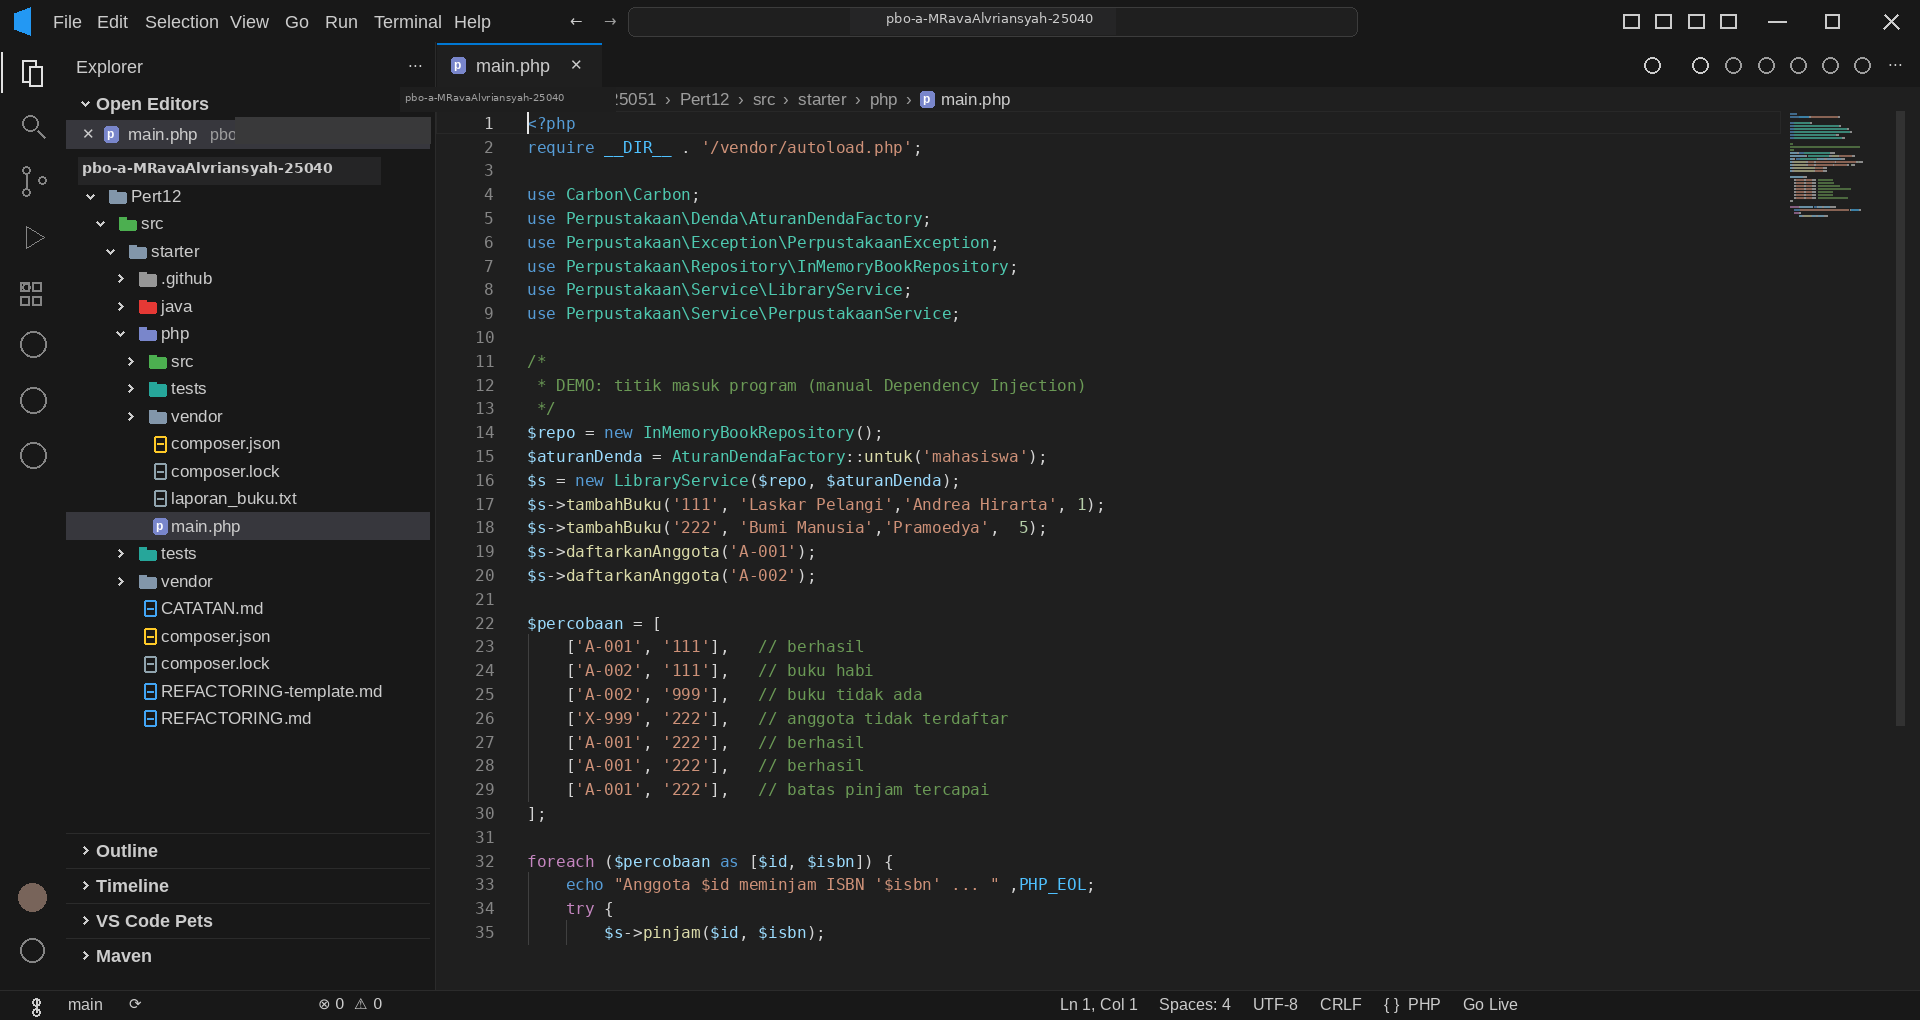 File Edit Selection View Go Run Terminal Help ← → pbo-a-MRavaAlvriansyah-25040
Explorer ...
main.php ✕
Open Editors
✕ main.php pbo
pbo-a-MRavaAlvriansyah-25040
Pert12
src
starter
.github
java
php
src
tests
vendor
composer.json
composer.lock
laporan_buku.txt
main.php
tests
vendor
CATATAN.md
composer.json
composer.lock
REFACTORING-template.md
REFACTORING.md
Outline
Timeline
VS Code Pets
Maven
pbo-a-MRavaAlvriansyah-25040 25051 › Pert12 › src › starter › php › main.php
1 <?php
2 require __DIR__ . '/vendor/autoload.php';
3
4 use Carbon\Carbon;
5 use Perpustakaan\Denda\AturanDendaFactory;
6 use Perpustakaan\Exception\PerpustakaanException;
7 use Perpustakaan\Repository\InMemoryBookRepository;
8 use Perpustakaan\Service\LibraryService;
9 use Perpustakaan\Service\PerpustakaanService;
10
11 /*
12  * DEMO: titik masuk program (manual Dependency Injection)
13  */
14 $repo = new InMemoryBookRepository();
15 $aturanDenda = AturanDendaFactory::untuk('mahasiswa');
16 $s = new LibraryService($repo, $aturanDenda);
17 $s->tambahBuku('111', 'Laskar Pelangi','Andrea Hirarta', 1);
18 $s->tambahBuku('222', 'Bumi Manusia','Pramoedya',  5);
19 $s->daftarkanAnggota('A-001');
20 $s->daftarkanAnggota('A-002');
21
22 $percobaan = [
23     ['A-001', '111'],   // berhasil
24     ['A-002', '111'],   // buku habi
25     ['A-002', '999'],   // buku tidak ada
26     ['X-999', '222'],   // anggota tidak terdaftar
27     ['A-001', '222'],   // berhasil
28     ['A-001', '222'],   // berhasil
29     ['A-001', '222'],   // batas pinjam tercapai
30 ];
31
32 foreach ($percobaan as [$id, $isbn]) {
33     echo "Anggota $id meminjam ISBN '$isbn' ... " ,PHP_EOL;
34     try {
35         $s->pinjam($id, $isbn);
main ⟳ ⊗ 0 ⚠ 0 Ln 1, Col 1 Spaces: 4 UTF-8 CRLF { } PHP Go Live